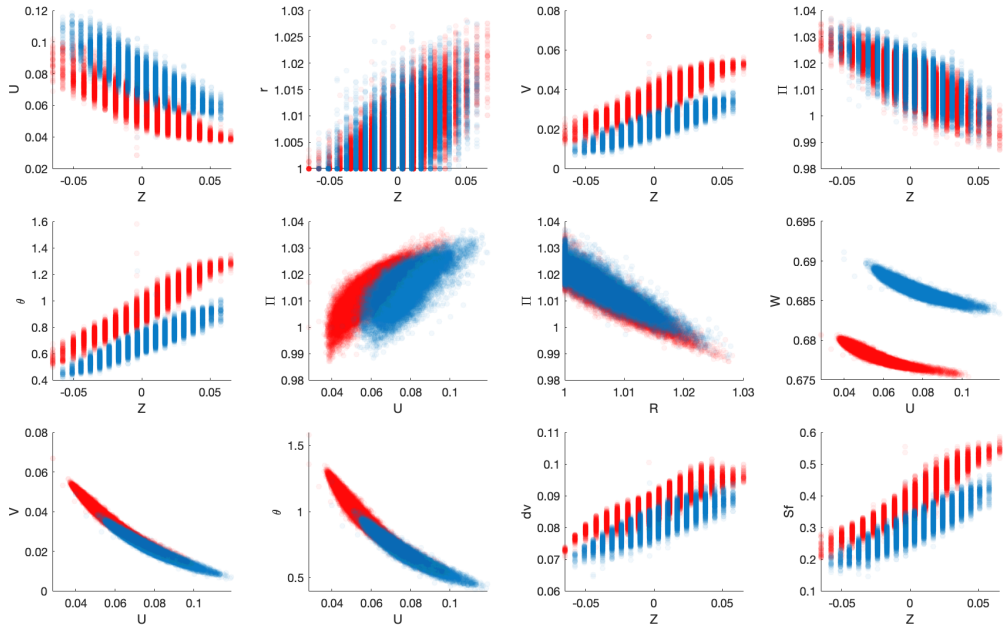 0.12
0.1
0.08
0.06
0.04
0.02
U
-0.05 0 0.05
Z
1.03
1.025
1.02
1.015
1.01
1.005
1
r
-0.05 0 0.05
Z
0.08
0.06
0.04
0.02
0
V
-0.05 0 0.05
Z
1.04
1.03
1.02
1.01
1
0.99
0.98
Π
-0.05 0 0.05
Z
1.6
1.4
1.2
1
0.8
0.6
0.4
θ
-0.05 0 0.05
Z
1.04
1.03
1.02
1.01
1
0.99
0.98
Π
0.04 0.06 0.08 0.1
U
1.04
1.03
1.02
1.01
1
0.99
0.98
Π
1 1.01 1.02 1.03
R
0.695
0.69
0.685
0.68
0.675
W
0.04 0.06 0.08 0.1
U
0.08
0.06
0.04
0.02
0
V
0.04 0.06 0.08 0.1
U
1.5
1
0.5
θ
0.04 0.06 0.08 0.1
U
0.11
0.1
0.09
0.08
0.07
0.06
dv
-0.05 0 0.05
Z
0.6
0.5
0.4
0.3
0.2
0.1
Sf
-0.05 0 0.05
Z